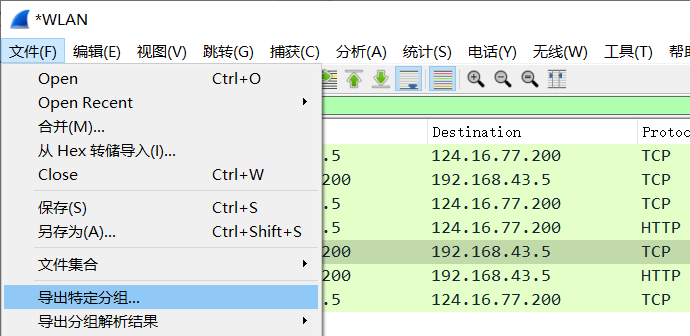 *WLAN
文件(F) 编辑(E) 视图(V) 跳转(G) 捕获(C) 分析(A) 统计(S) 电话(Y) 无线(W) 工具(T) 帮助
Open Ctrl+O
Open Recent
合并(M)...
从 Hex 转储导入(I)...
Close Ctrl+W
保存(S) Ctrl+S
另存为(A)... Ctrl+Shift+S
文件集合
导出特定分组...
导出分组解析结果
Destination Protoc
.5 124.16.77.200 TCP
200 192.168.43.5 TCP
.5 124.16.77.200 TCP
.5 124.16.77.200 HTTP
200 192.168.43.5 TCP
200 192.168.43.5 HTTP
.5 124.16.77.200 TCP